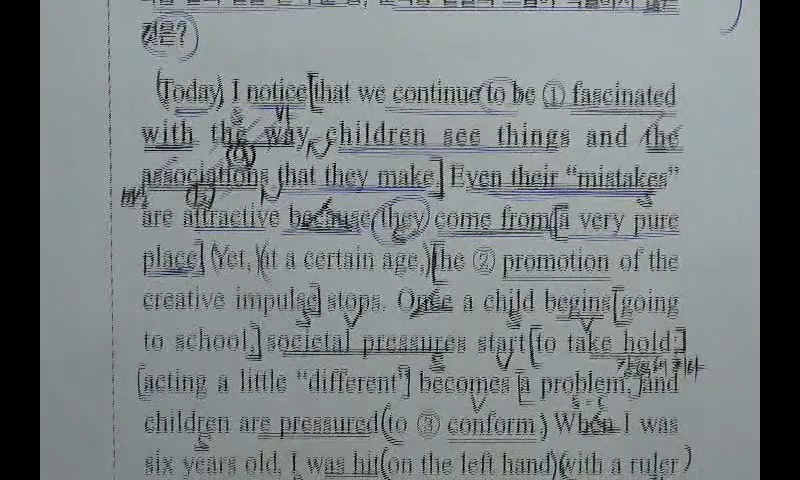 것은?
Today, I notice that we continue to be ① fascinated
with the way children see things and the
associations that they make. Even their “mistakes”
are attractive because they come from a very pure
place. Yet, at a certain age, the ② promotion of the
creative impulse stops. Once a child begins going
to school, societal pressures start to take hold;
acting a little “different” becomes a problem, and
children are pressured to ③ conform. When I was
six years old, I was hit on the left hand with a ruler